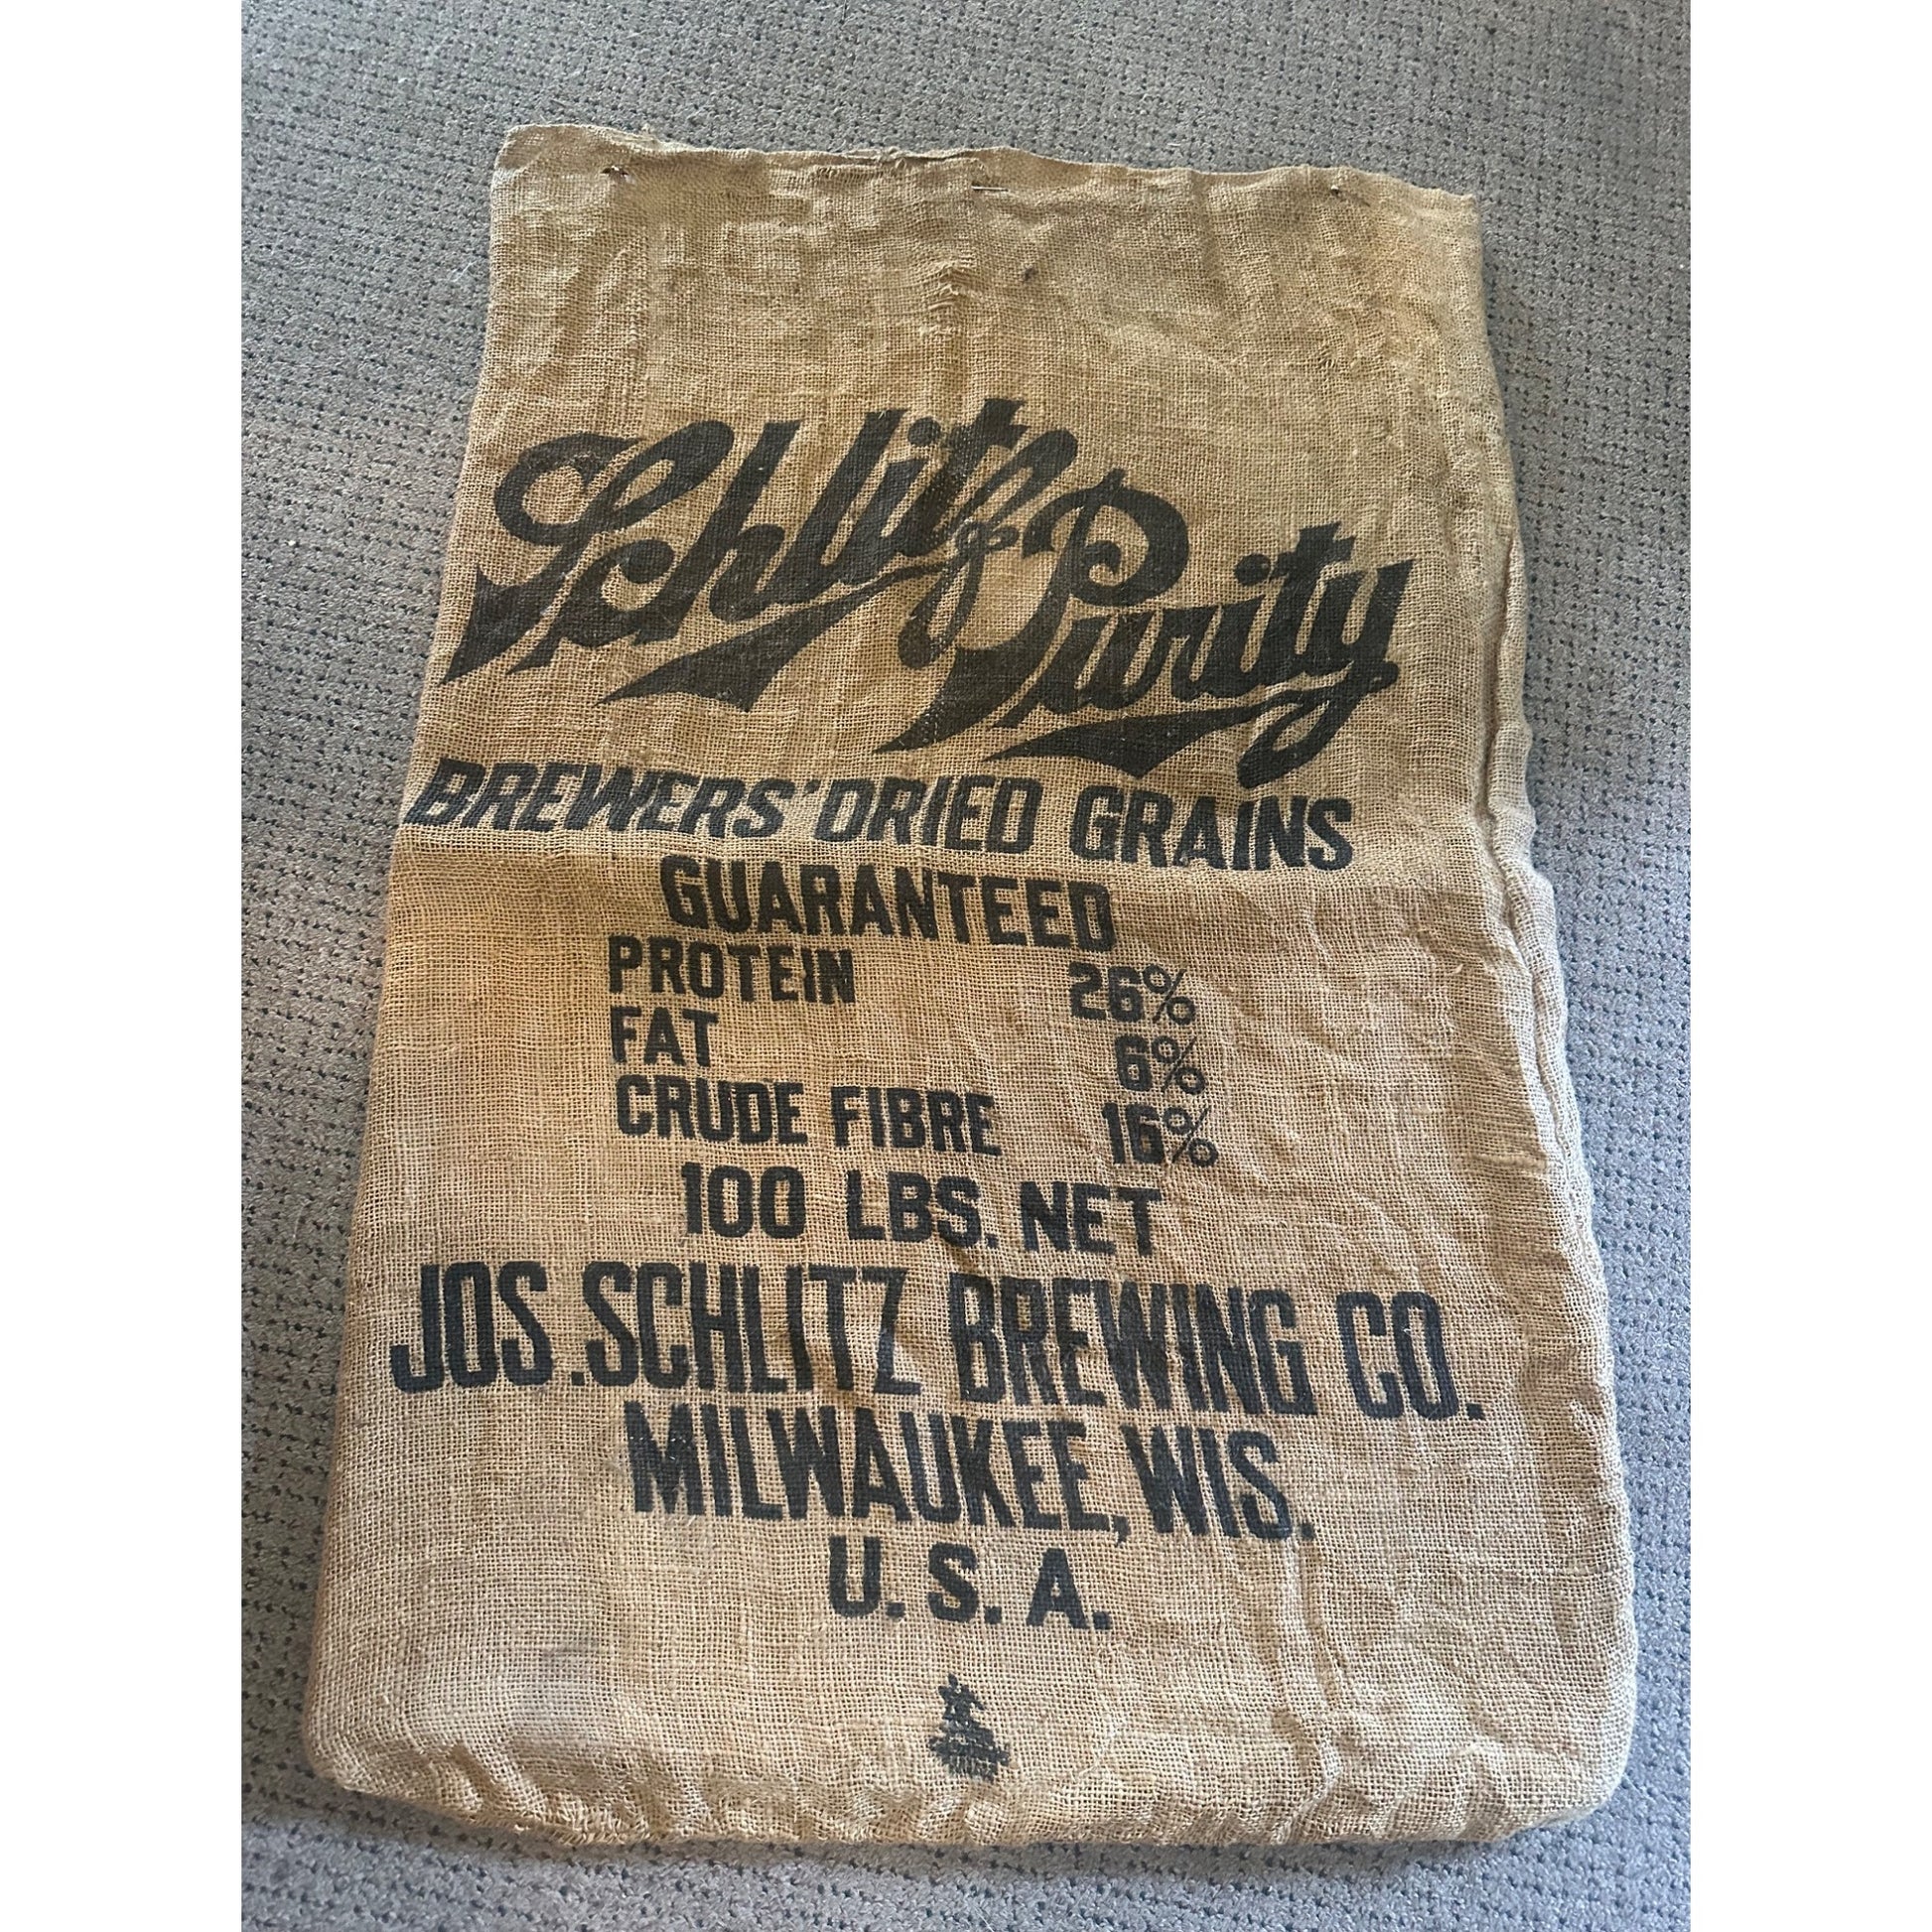 Schlitz Purity
BREWERS' DRIED GRAINS
GUARANTEED
PROTEIN 26%
FAT 6%
CRUDE FIBRE 16%
100 LBS. NET
JOS. SCHLITZ BREWING CO.
MILWAUKEE, WIS.
U.S.A.